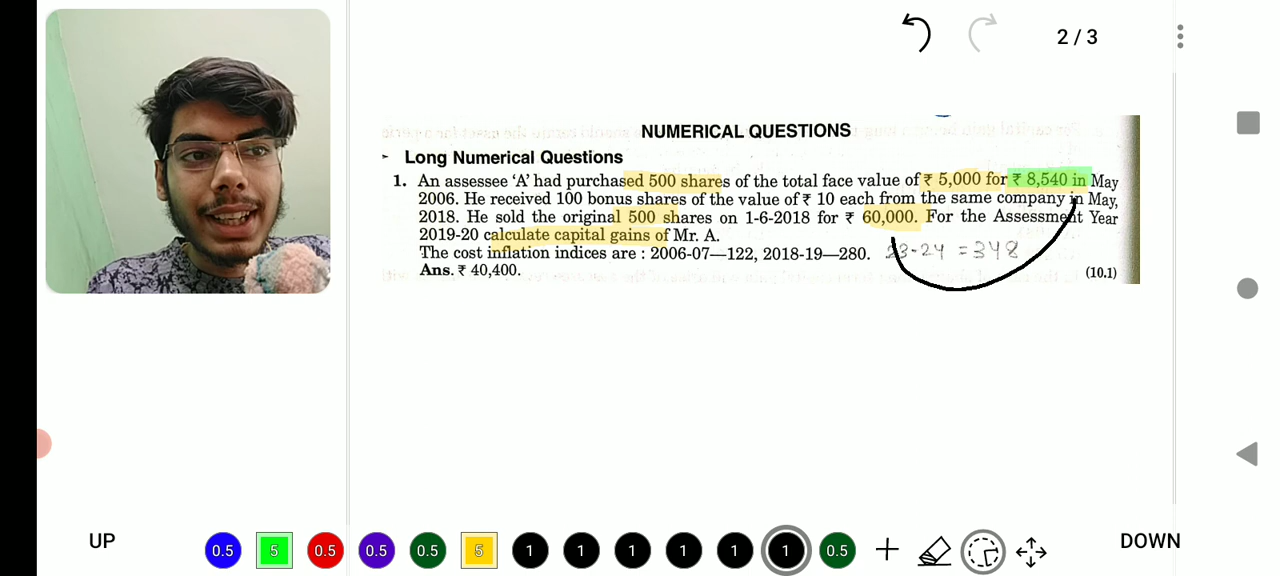 2 / 3
NUMERICAL QUESTIONS
Long Numerical Questions
1. An assessee ‘A’ had purchased 500 shares of the total face value of ₹ 5,000 for ₹ 8,540 in May
2006. He received 100 bonus shares of the value of ₹ 10 each from the same company in May,
2018. He sold the original 500 shares on 1-6-2018 for ₹ 60,000. For the Assessment Year
2019-20 calculate capital gains of Mr. A.
The cost inflation indices are : 2006-07—122, 2018-19—280. 23-24 = 348
Ans. ₹ 40,400.
(10.1)
UP 0.5 5 0.5 0.5 0.5 5 1 1 1 1 1 1 0.5 DOWN